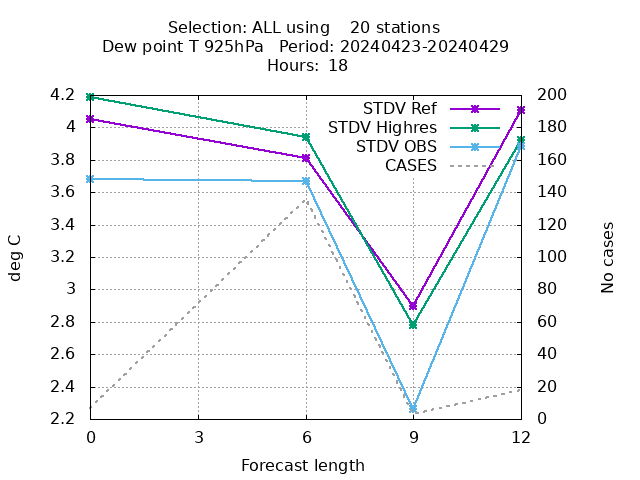 Selection: ALL using    20 stations
Dew point T 925hPa   Period: 20240423-20240429
Hours:  18
STDV Ref
STDV Highres
STDV OBS
CASES
4.2
4
3.8
3.6
3.4
3.2
3
2.8
2.6
2.4
2.2
200
180
160
140
120
100
80
60
40
20
0
deg C
No cases
0 3 6 9 12
Forecast length